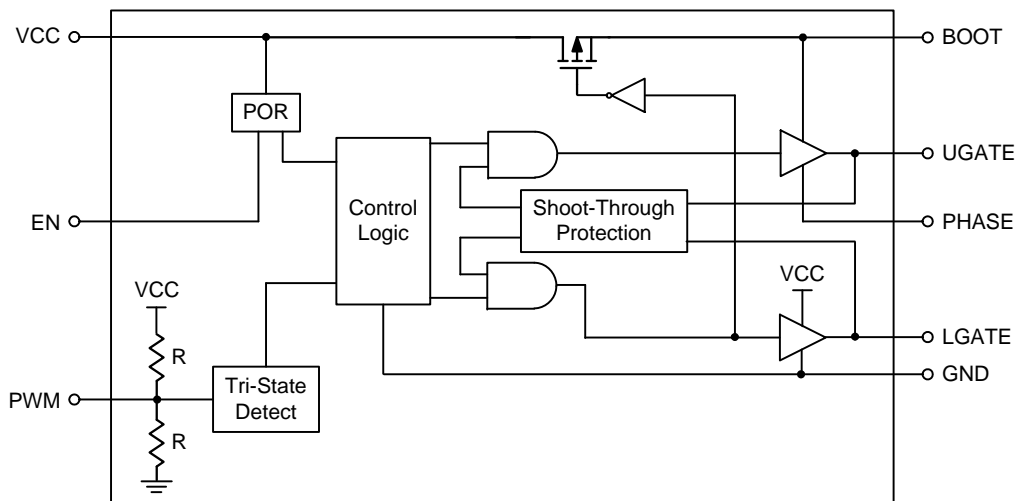 VCC
BOOT
POR
UGATE
EN
Control
Logic
Shoot-Through
Protection
PHASE
VCC
VCC
R
LGATE
Tri-State
Detect
GND
PWM
R